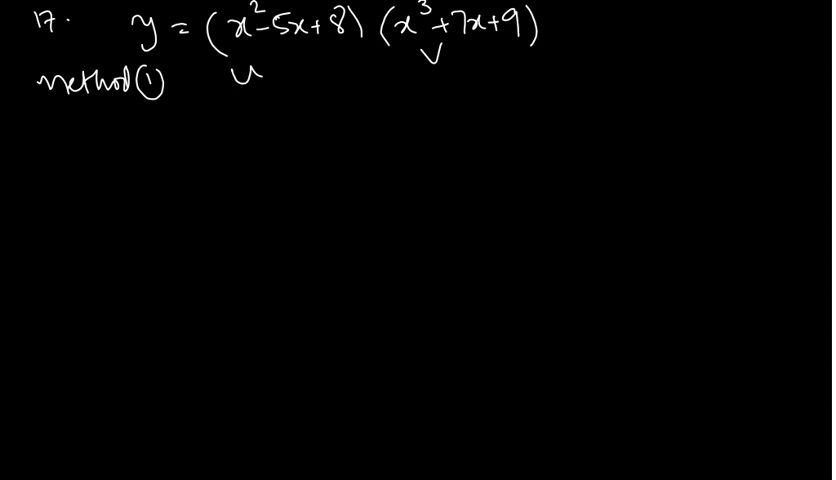 17. y = (x²-5x+8) (x³+7x+9)
method(1) u v